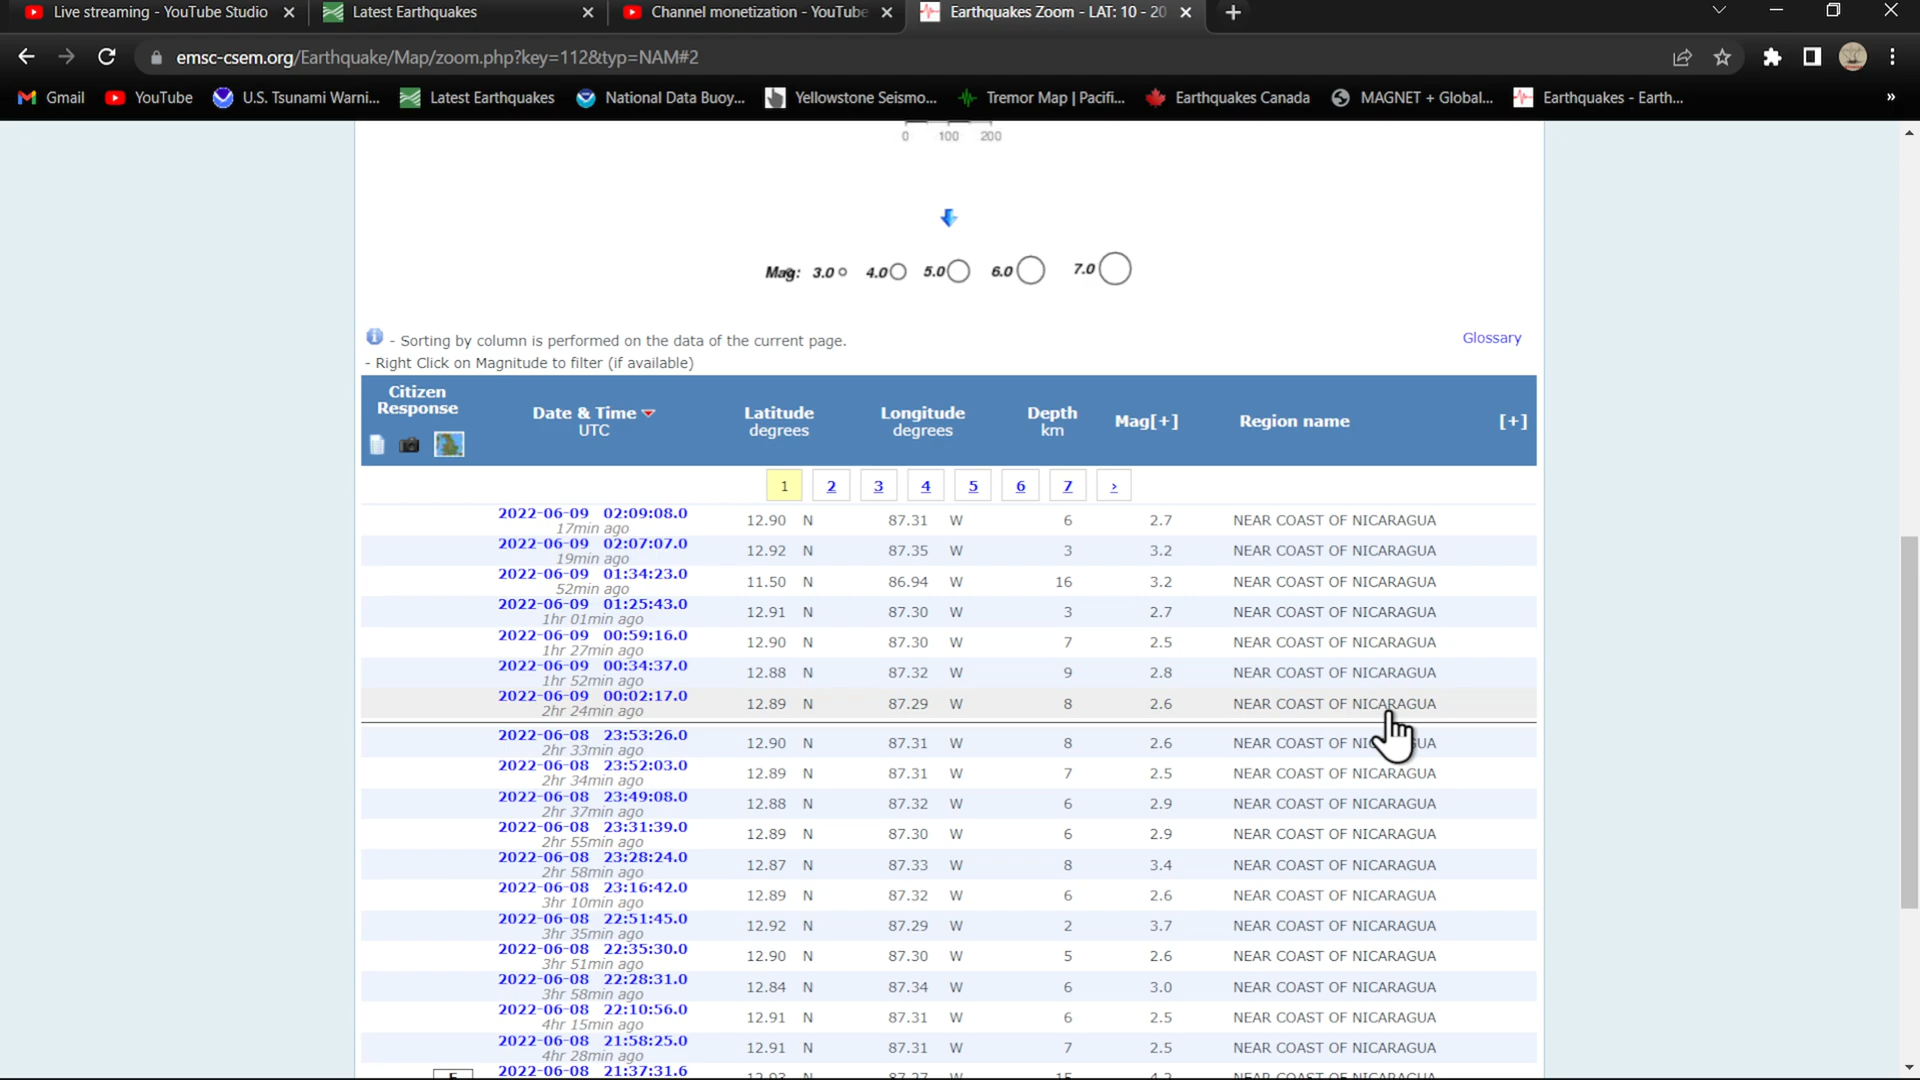 Live streaming - YouTube Studio
Latest Earthquakes
Channel monetization - YouTube
Earthquakes Zoom - LAT: 10 - 20
emsc-csem.org/Earthquake/Map/zoom.php?key=112&typ=NAM#2
Gmail YouTube U.S. Tsunami Warni... Latest Earthquakes National Data Buoy... Yellowstone Seismo... Tremor Map | Pacifi... Earthquakes Canada MAGNET + Global... Earthquakes - Earth... »
0 100 200
Mag: 3.0 4.0 5.0 6.0 7.0
- Sorting by column is performed on the data of the current page.
Glossary
- Right Click on Magnitude to filter (if available)
Citizen Response
Date & Time UTC
Latitude degrees
Longitude degrees
Depth km
Mag[+]
Region name
[+]
1 2 3 4 5 6 7 ›
2022-06-09 02:09:08.0 12.90 N 87.31 W 6 2.7 NEAR COAST OF NICARAGUA
17min ago
2022-06-09 02:07:07.0 12.92 N 87.35 W 3 3.2 NEAR COAST OF NICARAGUA
19min ago
2022-06-09 01:34:23.0 11.50 N 86.94 W 16 3.2 NEAR COAST OF NICARAGUA
52min ago
2022-06-09 01:25:43.0 12.91 N 87.30 W 3 2.7 NEAR COAST OF NICARAGUA
1hr 01min ago
2022-06-09 00:59:16.0 12.90 N 87.30 W 7 2.5 NEAR COAST OF NICARAGUA
1hr 27min ago
2022-06-09 00:34:37.0 12.88 N 87.32 W 9 2.8 NEAR COAST OF NICARAGUA
1hr 52min ago
2022-06-09 00:02:17.0 12.89 N 87.29 W 8 2.6 NEAR COAST OF NICARAGUA
2hr 24min ago
2022-06-08 23:53:26.0 12.90 N 87.31 W 8 2.6 NEAR COAST OF
2hr 33min ago
2022-06-08 23:52:03.0 12.89 N 87.31 W 7 2.5 NEAR COAST OF NICARAGUA
2hr 34min ago
2022-06-08 23:49:08.0 12.88 N 87.32 W 6 2.9 NEAR COAST OF NICARAGUA
2hr 37min ago
2022-06-08 23:31:39.0 12.89 N 87.30 W 6 2.9 NEAR COAST OF NICARAGUA
2hr 55min ago
2022-06-08 23:28:24.0 12.87 N 87.33 W 8 3.4 NEAR COAST OF NICARAGUA
2hr 58min ago
2022-06-08 23:16:42.0 12.89 N 87.32 W 6 2.6 NEAR COAST OF NICARAGUA
3hr 10min ago
2022-06-08 22:51:45.0 12.92 N 87.29 W 2 3.7 NEAR COAST OF NICARAGUA
3hr 35min ago
2022-06-08 22:35:30.0 12.90 N 87.30 W 5 2.6 NEAR COAST OF NICARAGUA
3hr 51min ago
2022-06-08 22:28:31.0 12.84 N 87.34 W 6 3.0 NEAR COAST OF NICARAGUA
3hr 58min ago
2022-06-08 22:10:56.0 12.91 N 87.31 W 6 2.5 NEAR COAST OF NICARAGUA
4hr 15min ago
2022-06-08 21:58:25.0 12.91 N 87.31 W 7 2.5 NEAR COAST OF NICARAGUA
4hr 28min ago
2022-06-08 21:37:31.6